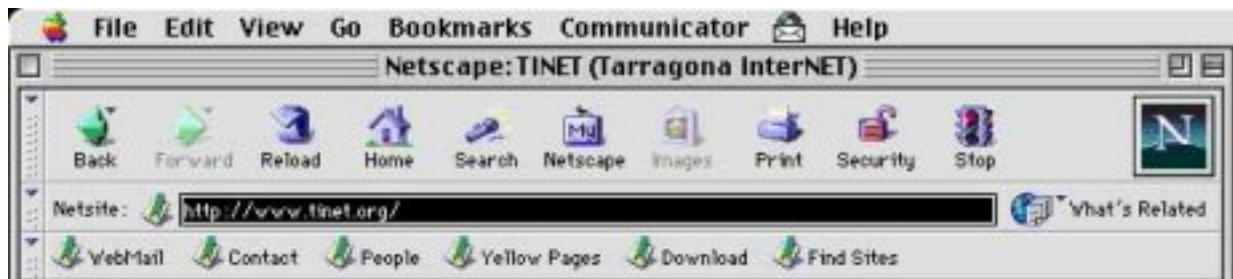 File Edit View Go Bookmarks Communicator Help
Netscape: TINET (Tarragona InterNET)
My N
Back Forward Reload Home Search Netscape Images Print Security Stop
Netsite: http://www.tinet.org/ What's Related
WebMail Contact People Yellow Pages Download Find Sites